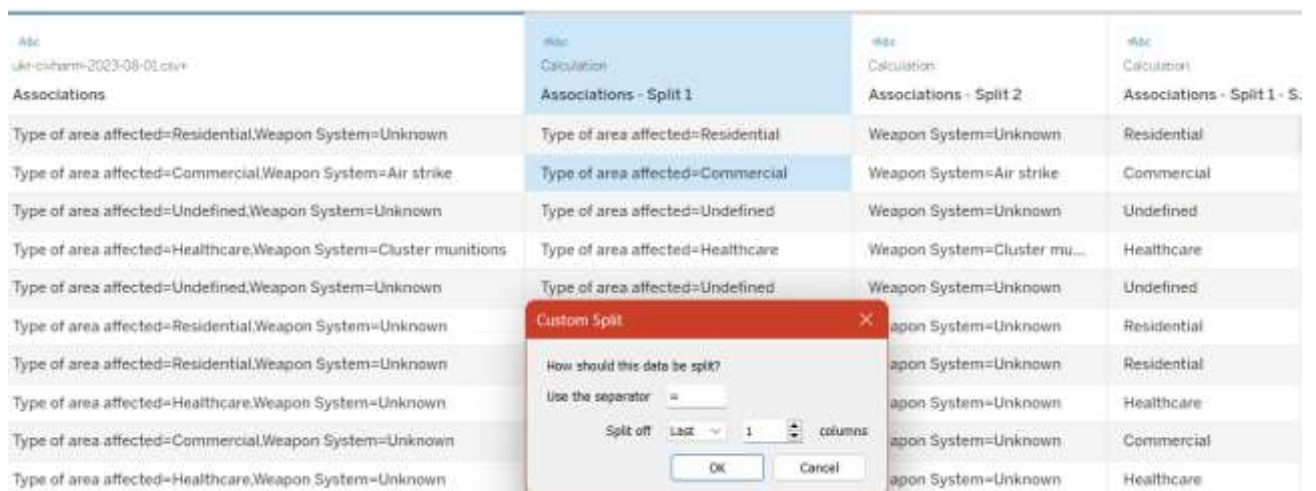 Abc
ukr-civharm-2023-08-01.csv+
Associations
Type of area affected=Residential,Weapon System=Unknown
Type of area affected=Commercial,Weapon System=Air strike
Type of area affected=Undefined,Weapon System=Unknown
Type of area affected=Healthcare,Weapon System=Cluster munitions
Type of area affected=Undefined,Weapon System=Unknown
Type of area affected=Residential,Weapon System=Unknown
Type of area affected=Residential,Weapon System=Unknown
Type of area affected=Healthcare,Weapon System=Unknown
Type of area affected=Commercial,Weapon System=Unknown
Type of area affected=Healthcare,Weapon System=Unknown
=Abc
Calculation
Associations - Split 1
Type of area affected=Residential
Type of area affected=Commercial
Type of area affected=Undefined
Type of area affected=Healthcare
Type of area affected=Undefined
=Abc
Calculation
Associations - Split 2
Weapon System=Unknown
Weapon System=Air strike
Weapon System=Unknown
Weapon System=Cluster mu...
Weapon System=Unknown
apon System=Unknown
apon System=Unknown
apon System=Unknown
apon System=Unknown
apon System=Unknown
=Abc
Calculation
Associations - Split 1 - S...
Residential
Commercial
Undefined
Healthcare
Undefined
Residential
Residential
Healthcare
Commercial
Healthcare
Custom Split
How should this data be split?
Use the separator =
Split off Last 1 columns
OK Cancel